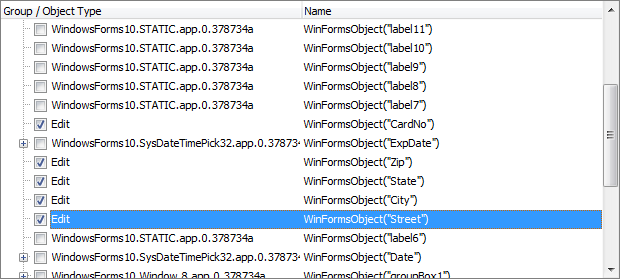 Group / Object Type Name
WindowsForms10.STATIC.app.0.378734a WinFormsObject("label11")
WindowsForms10.STATIC.app.0.378734a WinFormsObject("label10")
WindowsForms10.STATIC.app.0.378734a WinFormsObject("label9")
WindowsForms10.STATIC.app.0.378734a WinFormsObject("label8")
WindowsForms10.STATIC.app.0.378734a WinFormsObject("label7")
Edit WinFormsObject("CardNo")
WindowsForms10.SysDateTimePick32.app.0.378734 WinFormsObject("ExpDate")
Edit WinFormsObject("Zip")
Edit WinFormsObject("State")
Edit WinFormsObject("City")
Edit WinFormsObject("Street")
WindowsForms10.STATIC.app.0.378734a WinFormsObject("label6")
WindowsForms10.SysDateTimePick32.app.0.378734 WinFormsObject("Date")
WindowsForms10.Window.8.app.0.378734a WinFormsObject("groupBox1")